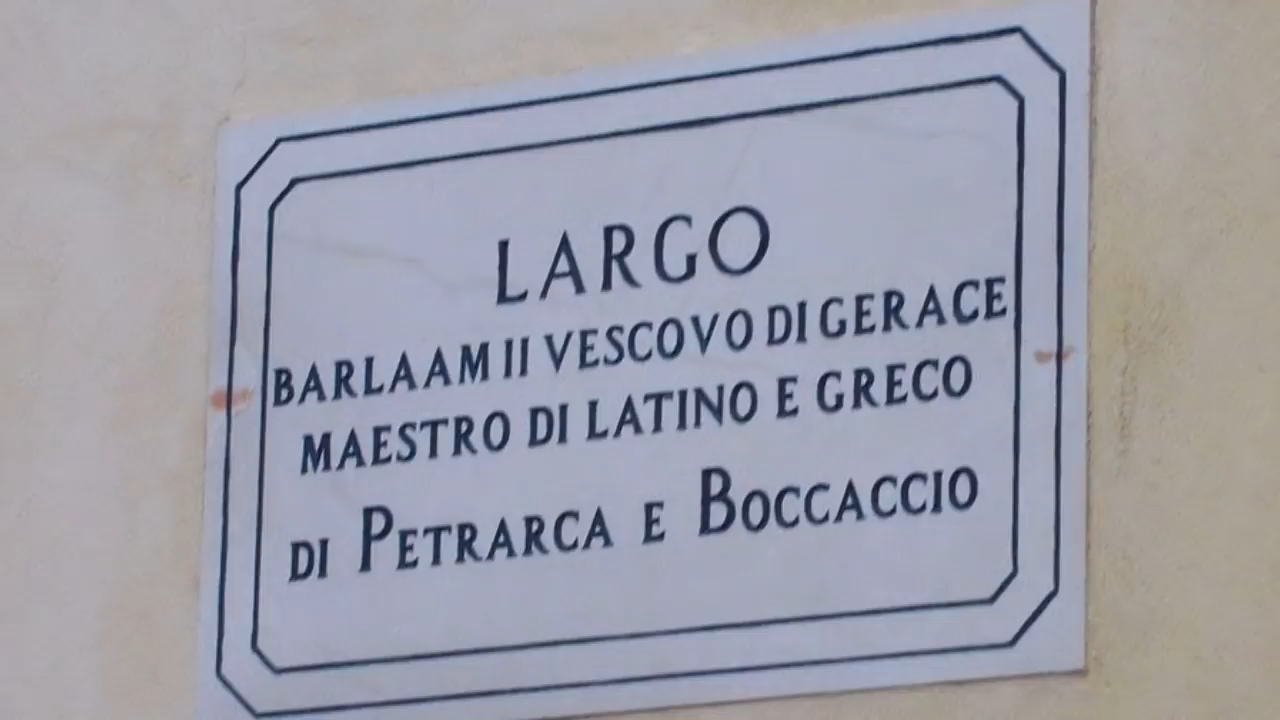 LARGO
BARLAAM II VESCOVO DI GERACE
MAESTRO DI LATINO E GRECO
DI PETRARCA E BOCCACCIO